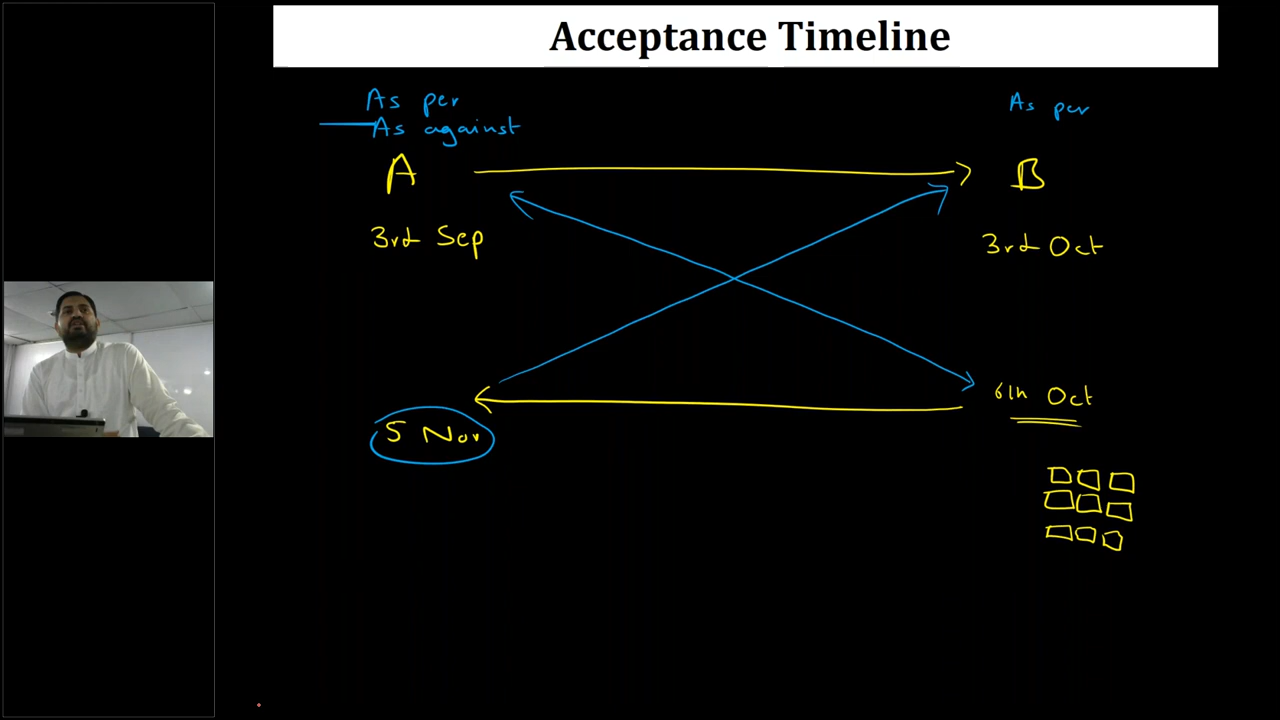 Acceptance Timeline
As per
As against
As per
A
B
3rd Sep
3rd Oct
6th Oct
5 Nov